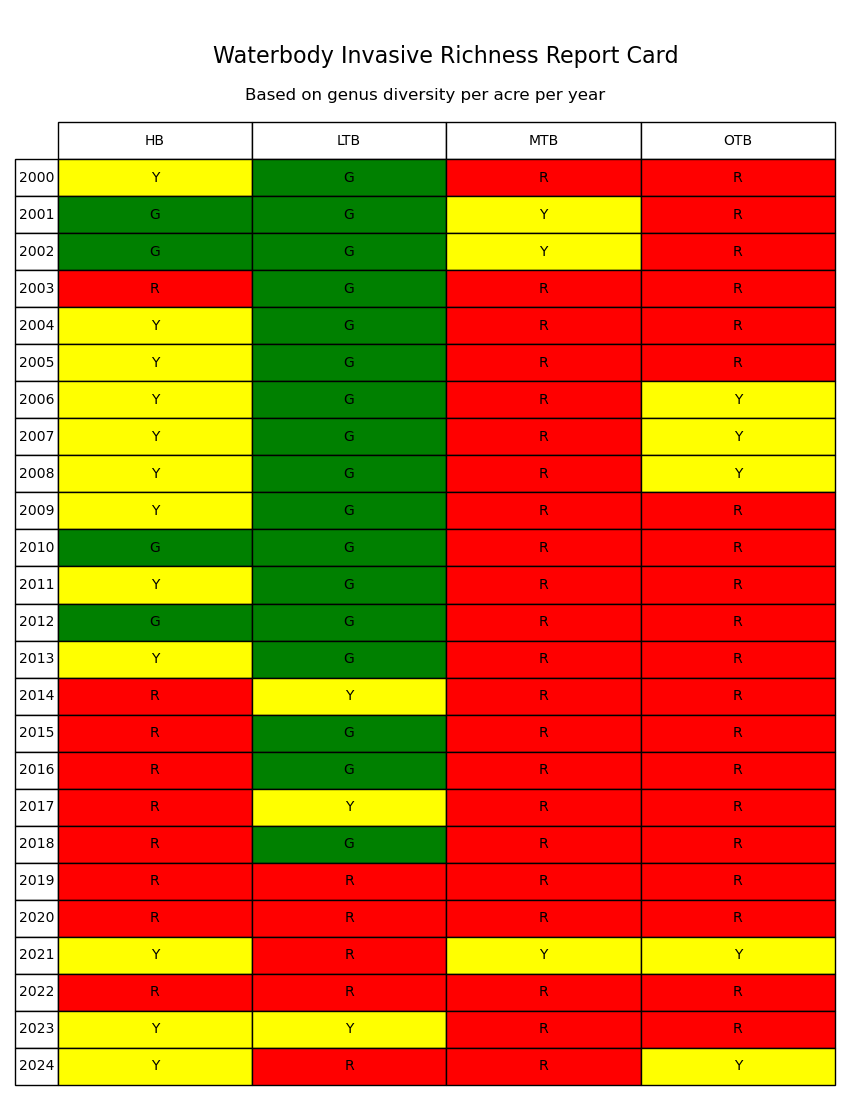 Waterbody Invasive Richness Report Card
Based on genus diversity per acre per year
HB LTB MTB OTB
2000 Y G R R
2001 G G Y R
2002 G G Y R
2003 R G R R
2004 Y G R R
2005 Y G R R
2006 Y G R Y
2007 Y G R Y
2008 Y G R Y
2009 Y G R R
2010 G G R R
2011 Y G R R
2012 G G R R
2013 Y G R R
2014 R Y R R
2015 R G R R
2016 R G R R
2017 R Y R R
2018 R G R R
2019 R R R R
2020 R R R R
2021 Y R Y Y
2022 R R R R
2023 Y Y R R
2024 Y R R Y